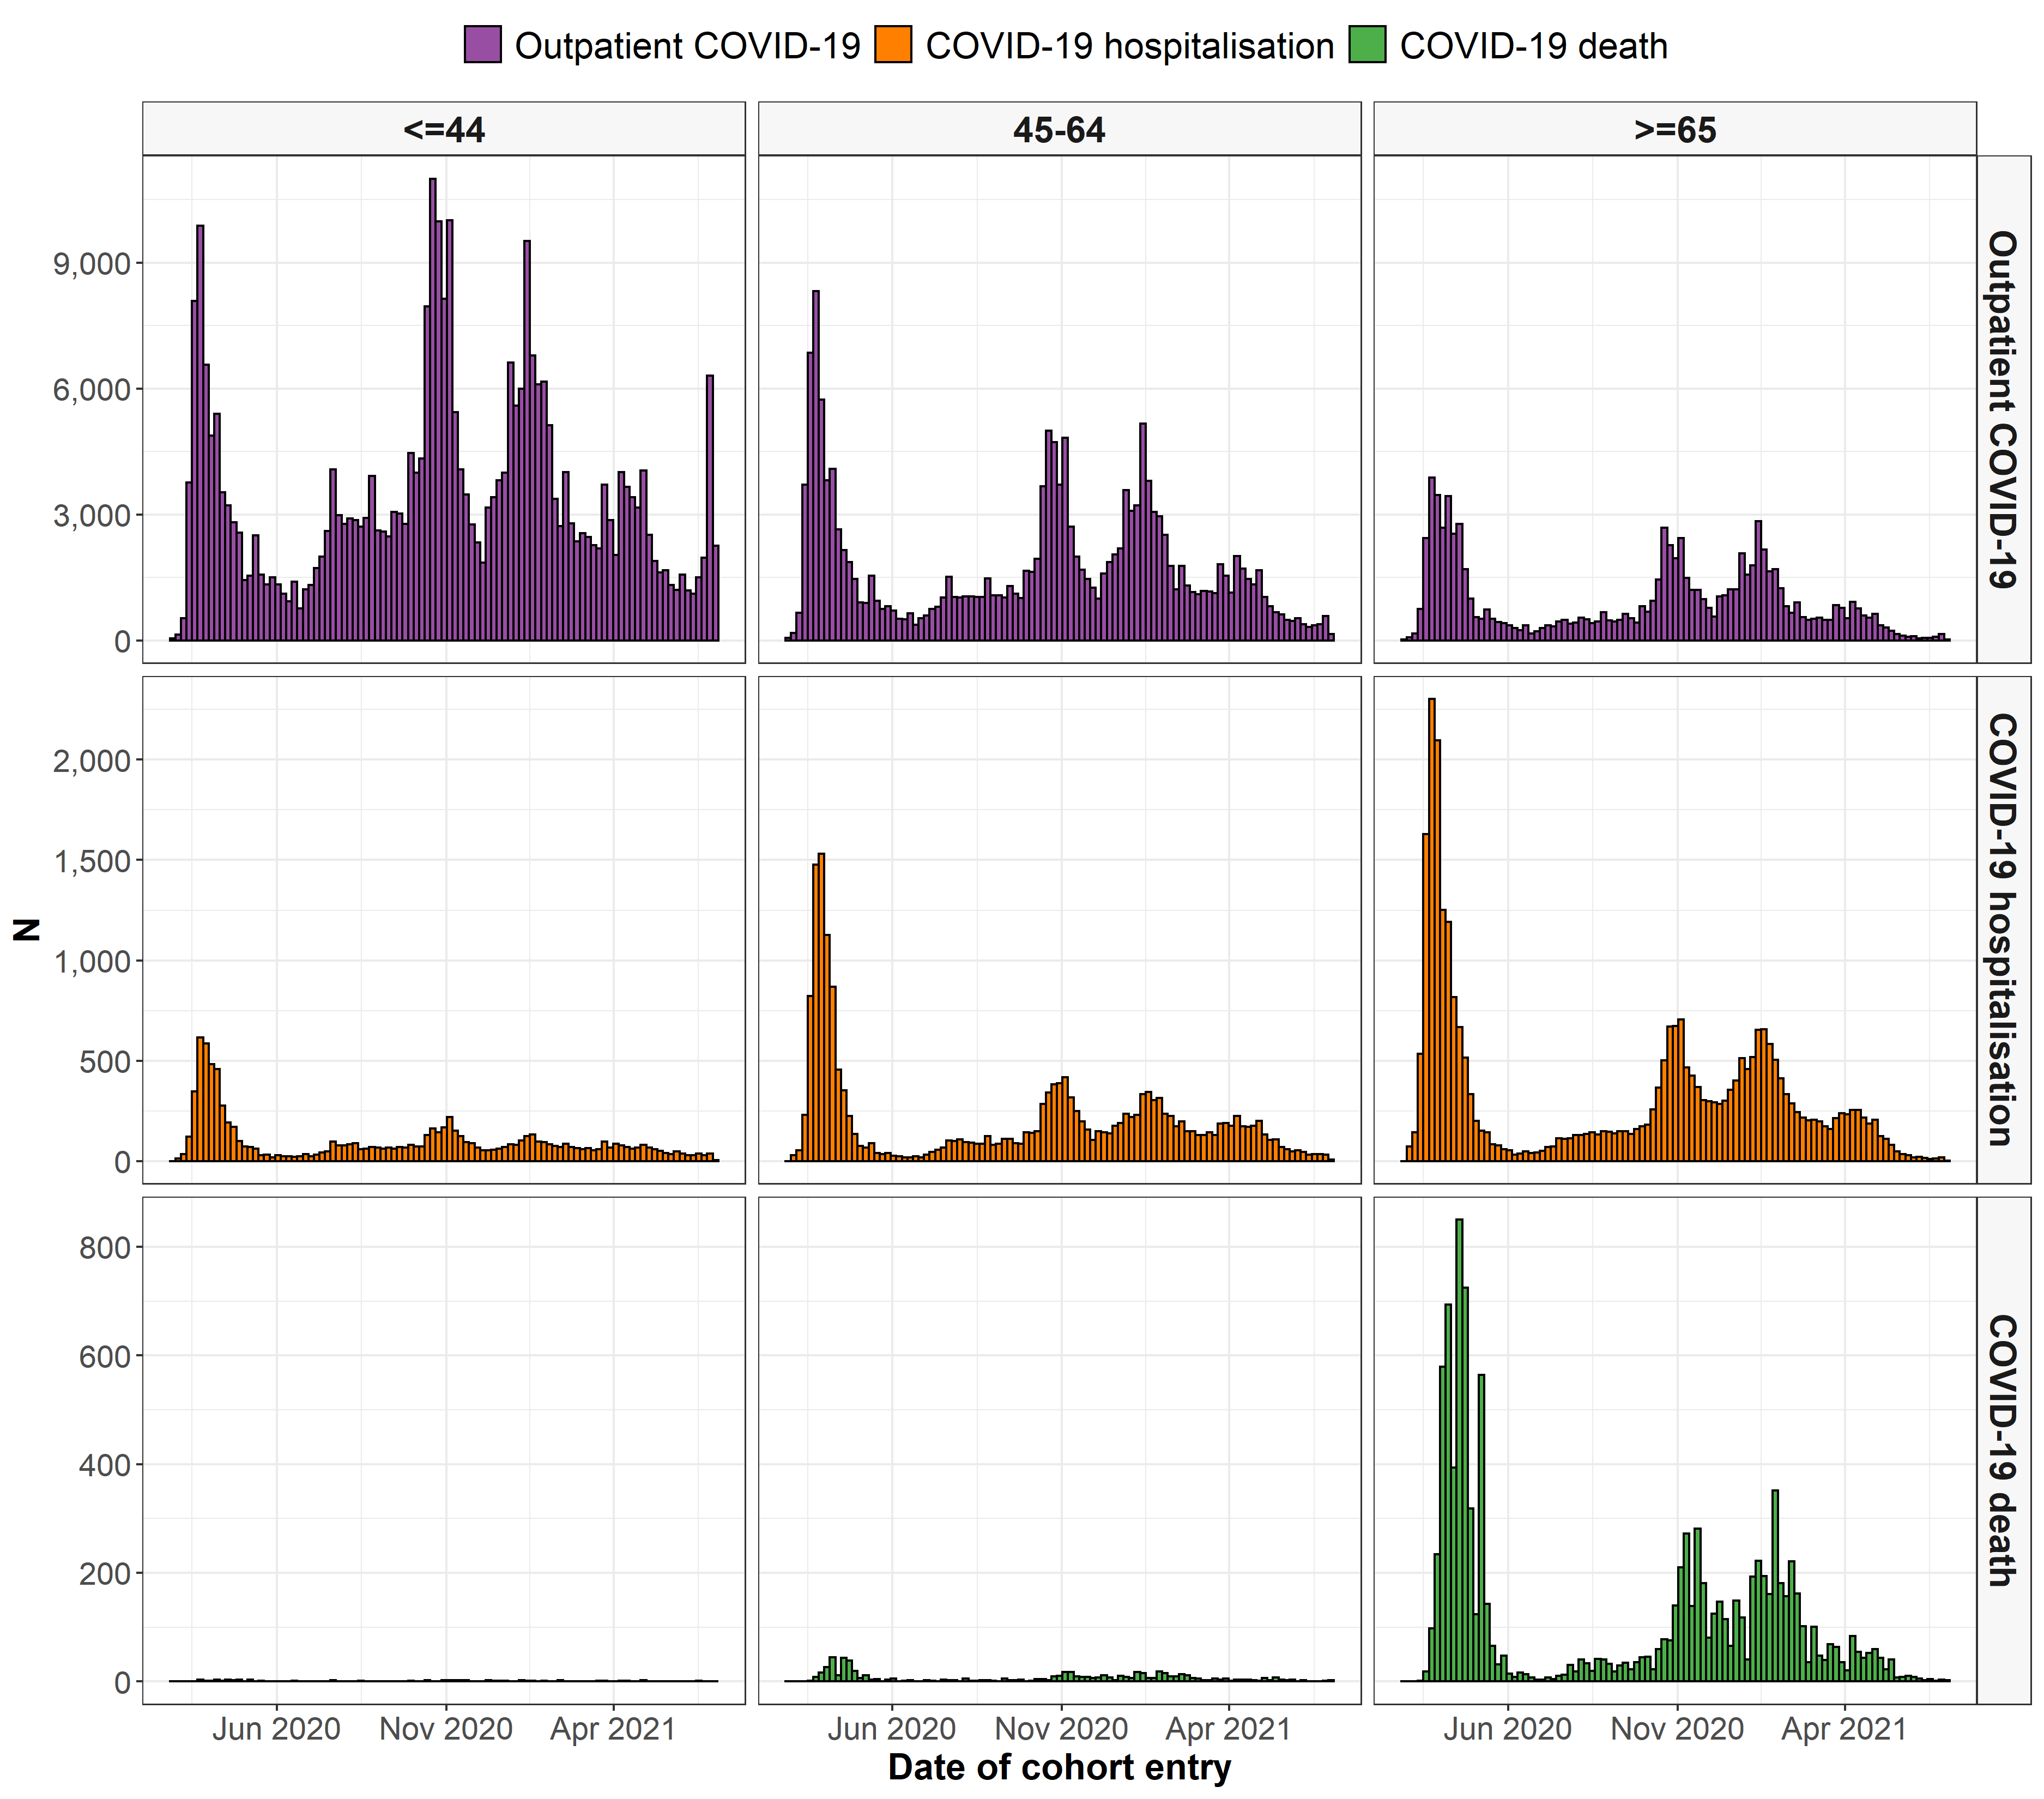 Outpatient COVID-19 COVID-19 hospitalisation COVID-19 death
<=44 45-64 >=65
9,000
6,000
3,000
0
Outpatient COVID-19
2,000
1,500
1,000
500
0
COVID-19 hospitalisation
N
800
600
400
200
0
COVID-19 death
Jun 2020 Nov 2020 Apr 2021 Jun 2020 Nov 2020 Apr 2021 Jun 2020 Nov 2020 Apr 2021
Date of cohort entry